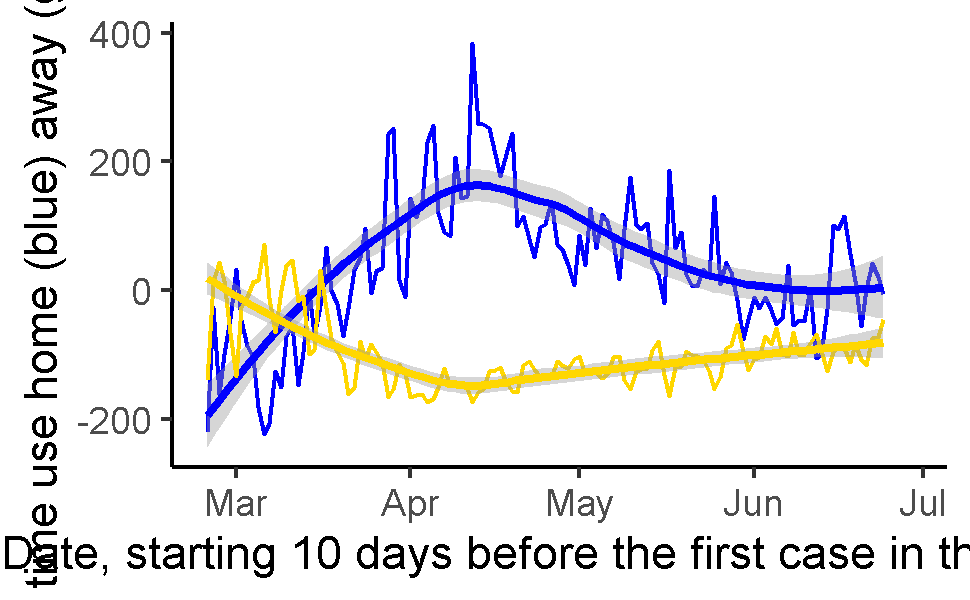 time use home (blue) away (
400
200
0
-200
Mar Apr May Jun Jul
Date, starting 10 days before the first case in th